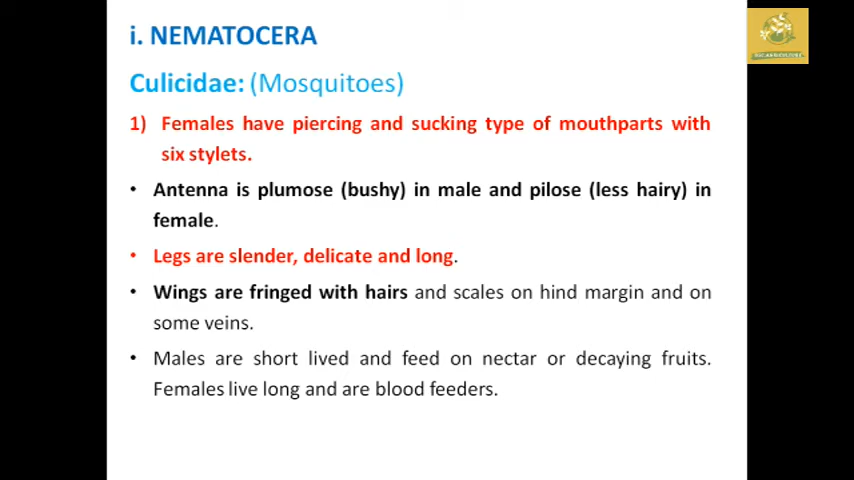 i. NEMATOCERA
Culicidae: (Mosquitoes)
1) Females have piercing and sucking type of mouthparts with
six stylets.
• Antenna is plumose (bushy) in male and pilose (less hairy) in
female.
• Legs are slender, delicate and long.
• Wings are fringed with hairs and scales on hind margin and on
some veins.
• Males are short lived and feed on nectar or decaying fruits.
Females live long and are blood feeders.